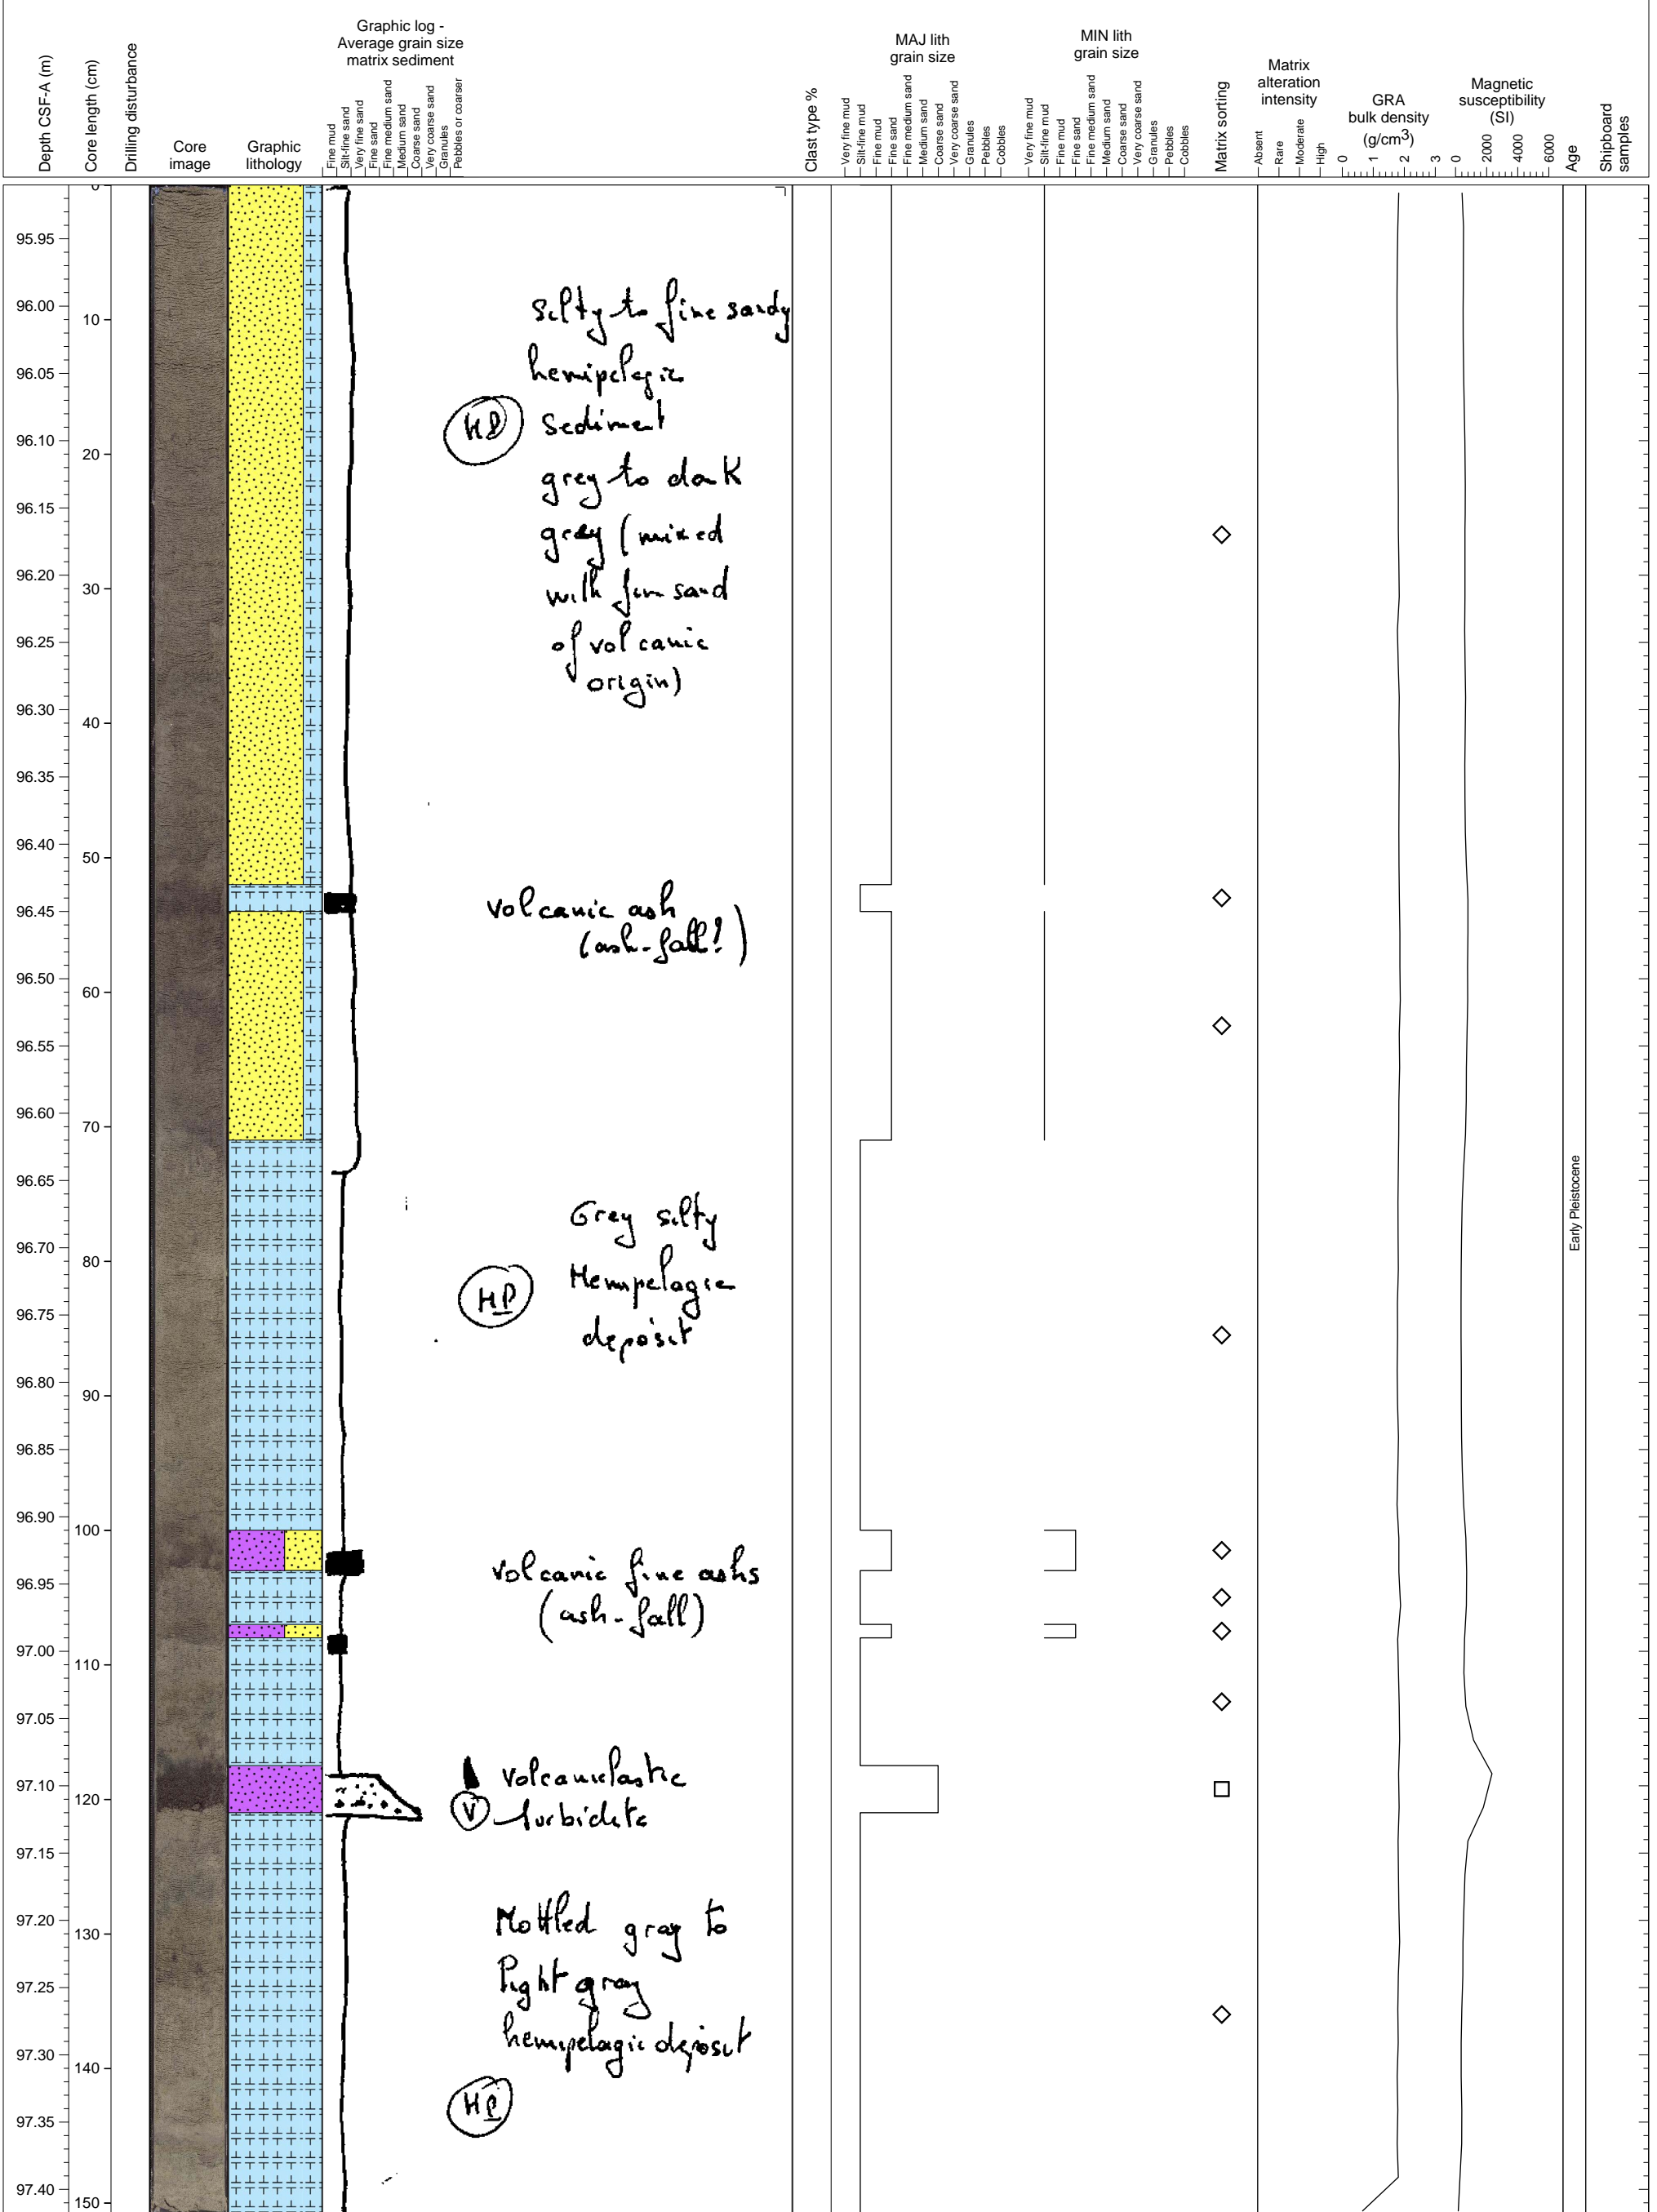 Depth CSF-A (m)
Core length (cm)
Drilling disturbance
Core
image
Graphic
lithology
Graphic log -
Average grain size
matrix sediment
Fine mud
Silt-fine sand
Very fine sand
Fine sand
Fine medium sand
Medium sand
Coarse sand
Very coarse sand
Granules
Pebbles or coarser
Clast type %
MAJ lith
grain size
Very fine mud
Silt-fine mud
Fine mud
Fine sand
Fine medium sand
Medium sand
Coarse sand
Very coarse sand
Granules
Pebbles
Cobbles
MIN lith
grain size
Very fine mud
Silt-fine mud
Fine mud
Fine sand
Fine medium sand
Medium sand
Coarse sand
Very coarse sand
Granules
Pebbles
Cobbles
Matrix sorting
Matrix
alteration
intensity
Absent
Rare
Moderate
High
GRA
bulk density
(g/cm3)
0 1 2 3
Magnetic
susceptibility
(SI)
0 2000 4000 6000
Age
Shipboard
samples
0
95.95
96.00
10
96.05
96.10
20
96.15
96.20
30
96.25
96.30
40
96.35
96.40
50
96.45
96.50
60
96.55
96.60
70
96.65
96.70
80
96.75
96.80
90
96.85
96.90
100
96.95
97.00
110
97.05
97.10
120
97.15
97.20
130
97.25
97.30
140
97.35
97.40
150
silty to fine sandy
hemipelagic
HP sediment
grey to dark
grey (mixed
with fine sand
of volcanic
origin)
volcanic ash
(ash-fall?)
Grey silty
HP Hemipelagic
deposit
volcanic fine ashs
(ash-fall)
Volcaniclastic
V turbidite
Mottled gray to
light gray
hemipelagic deposit
HP
Early Pleistocene